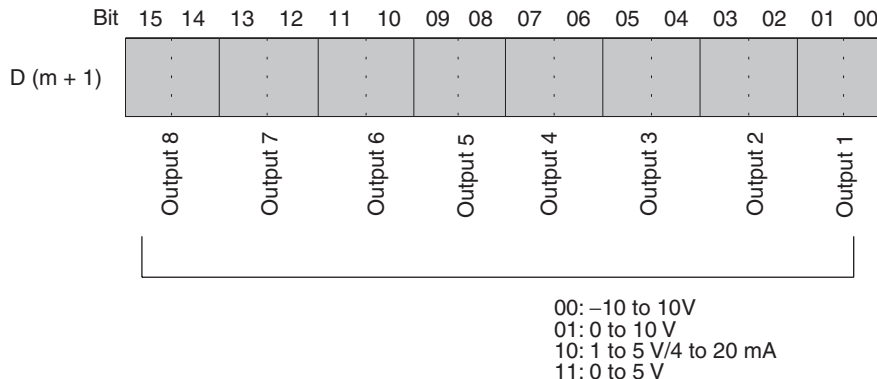 Bit 15 14 13 12 11 10 09 08 07 06 05 04 03 02 01 00
D (m + 1)
Output 8 Output 7 Output 6 Output 5 Output 4 Output 3 Output 2 Output 1
00: –10 to 10V
01: 0 to 10 V
10: 1 to 5 V/4 to 20 mA
11: 0 to 5 V